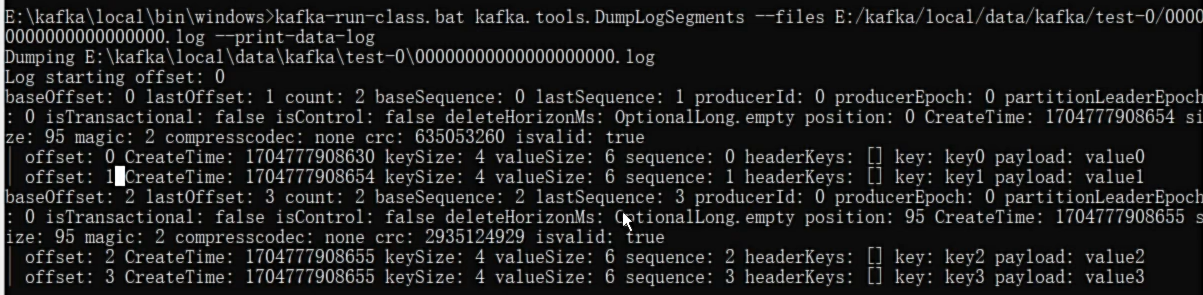 E:\kafka\local\bin\windows>kafka-run-class.bat kafka.tools.DumpLogSegments --files E:/kafka/local/data/kafka/test-0/0000
0000000000000000.log --print-data-log
Dumping E:\kafka\local\data\kafka\test-0\00000000000000000000.log
Log starting offset: 0
baseOffset: 0 lastOffset: 1 count: 2 baseSequence: 0 lastSequence: 1 producerId: 0 producerEpoch: 0 partitionLeaderEpoch
: 0 isTransactional: false isControl: false deleteHorizonMs: OptionalLong.empty position: 0 CreateTime: 1704777908654 si
ze: 95 magic: 2 compresscodec: none crc: 635053260 isvalid: true
| offset: 0 CreateTime: 1704777908630 keySize: 4 valueSize: 6 sequence: 0 headerKeys: [] key: key0 payload: value0
| offset: 1 CreateTime: 1704777908654 keySize: 4 valueSize: 6 sequence: 1 headerKeys: [] key: key1 payload: value1
baseOffset: 2 lastOffset: 3 count: 2 baseSequence: 2 lastSequence: 3 producerId: 0 producerEpoch: 0 partitionLeaderEpoch
: 0 isTransactional: false isControl: false deleteHorizonMs: OptionalLong.empty position: 95 CreateTime: 1704777908655 s
ize: 95 magic: 2 compresscodec: none crc: 2935124929 isvalid: true
| offset: 2 CreateTime: 1704777908655 keySize: 4 valueSize: 6 sequence: 2 headerKeys: [] key: key2 payload: value2
| offset: 3 CreateTime: 1704777908655 keySize: 4 valueSize: 6 sequence: 3 headerKeys: [] key: key3 payload: value3